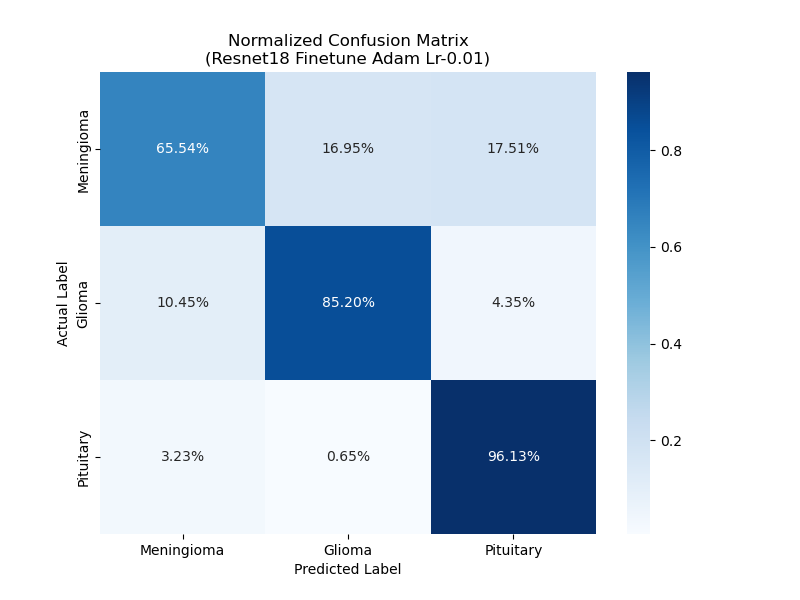 Normalized Confusion Matrix
(Resnet18 Finetune Adam Lr-0.01)
Actual Label
Meningioma
65.54%
16.95%
17.51%
Glioma
10.45%
85.20%
4.35%
Pituitary
3.23%
0.65%
96.13%
Meningioma
Glioma
Pituitary
Predicted Label
0.8
0.6
0.4
0.2